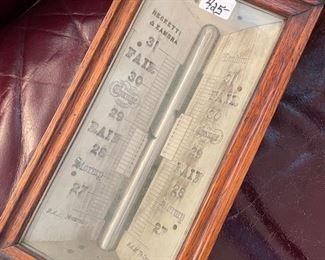 425-
NEGRETTI
& ZAMBRA
31
FAIR
30
Change
29
RAIN
28
STORMY
27
31
FAIR
30
Change
29
RAIN
28
STORMY
27